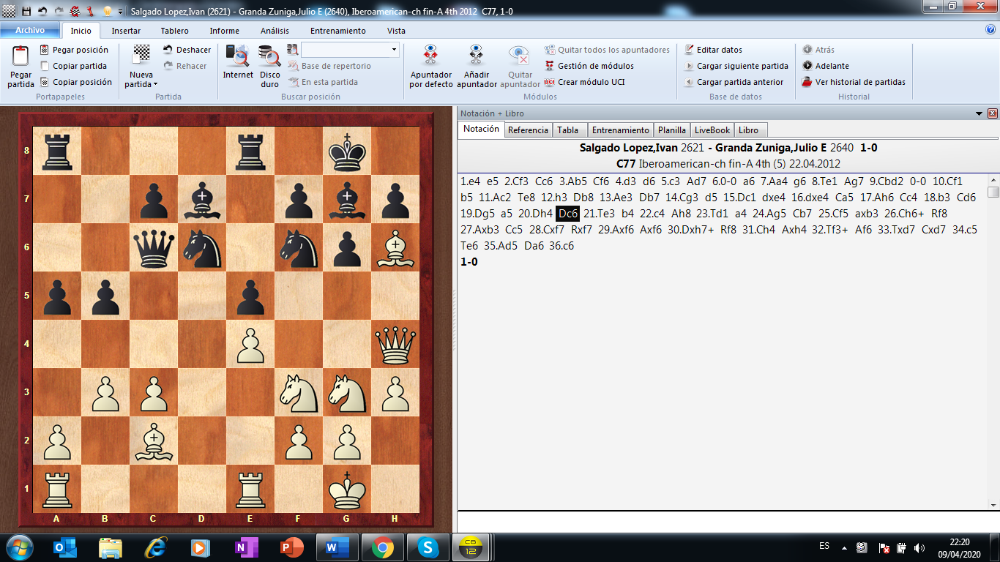 Salgado Lopez,Ivan (2621) - Granda Zuniga,Julio E (2640), Iberoamerican-ch fin-A 4th 2012 C77, 1-0
Archivo Inicio Insertar Tablero Informe Análisis Entrenamiento Vista
Pegar partida
Pegar posición
Copiar partida
Copiar posición
Portapapeles
Nueva partida
Deshacer
Rehacer
Partida
Internet
Disco duro
Base de repertorio
En esta partida
Buscar posición
Apuntador por defecto
Añadir apuntador
Quitar apuntador
Quitar todos los apuntadores
Gestión de módulos
UCI Crear módulo UCI
Módulos
Editar datos
Cargar siguiente partida
Cargar partida anterior
Base de datos
Atrás
Adelante
Ver historial de partidas
Historial
8
7
6
5
4
3
2
1
A B C D E F G H
Notación + Libro
Notación Referencia Tabla Entrenamiento Planilla LiveBook Libro
Salgado Lopez,Ivan 2621 - Granda Zuniga,Julio E 2640 1-0
C77 Iberoamerican-ch fin-A 4th (5) 22.04.2012
1.e4 e5 2.Cf3 Cc6 3.Ab5 Cf6 4.d3 d6 5.c3 Ad7 6.0-0 a6 7.Aa4 g6 8.Te1 Ag7 9.Cbd2 0-0 10.Cf1
b5 11.Ac2 Te8 12.h3 Db8 13.Ae3 Db7 14.Cg3 d5 15.Dc1 dxe4 16.dxe4 Ca5 17.Ah6 Cc4 18.b3 Cd6
19.Dg5 a5 20.Dh4 Dc6 21.Te3 b4 22.c4 Ah8 23.Td1 a4 24.Ag5 Cb7 25.Cf5 axb3 26.Ch6+ Rf8
27.Axb3 Cc5 28.Cxf7 Rxf7 29.Axf6 Axf6 30.Dxh7+ Rf8 31.Ch4 Axh4 32.Tf3+ Af6 33.Txd7 Cxd7 34.c5
Te6 35.Ad5 Da6 36.c6
1-0
CB
12
ES
22:20
09/04/2020